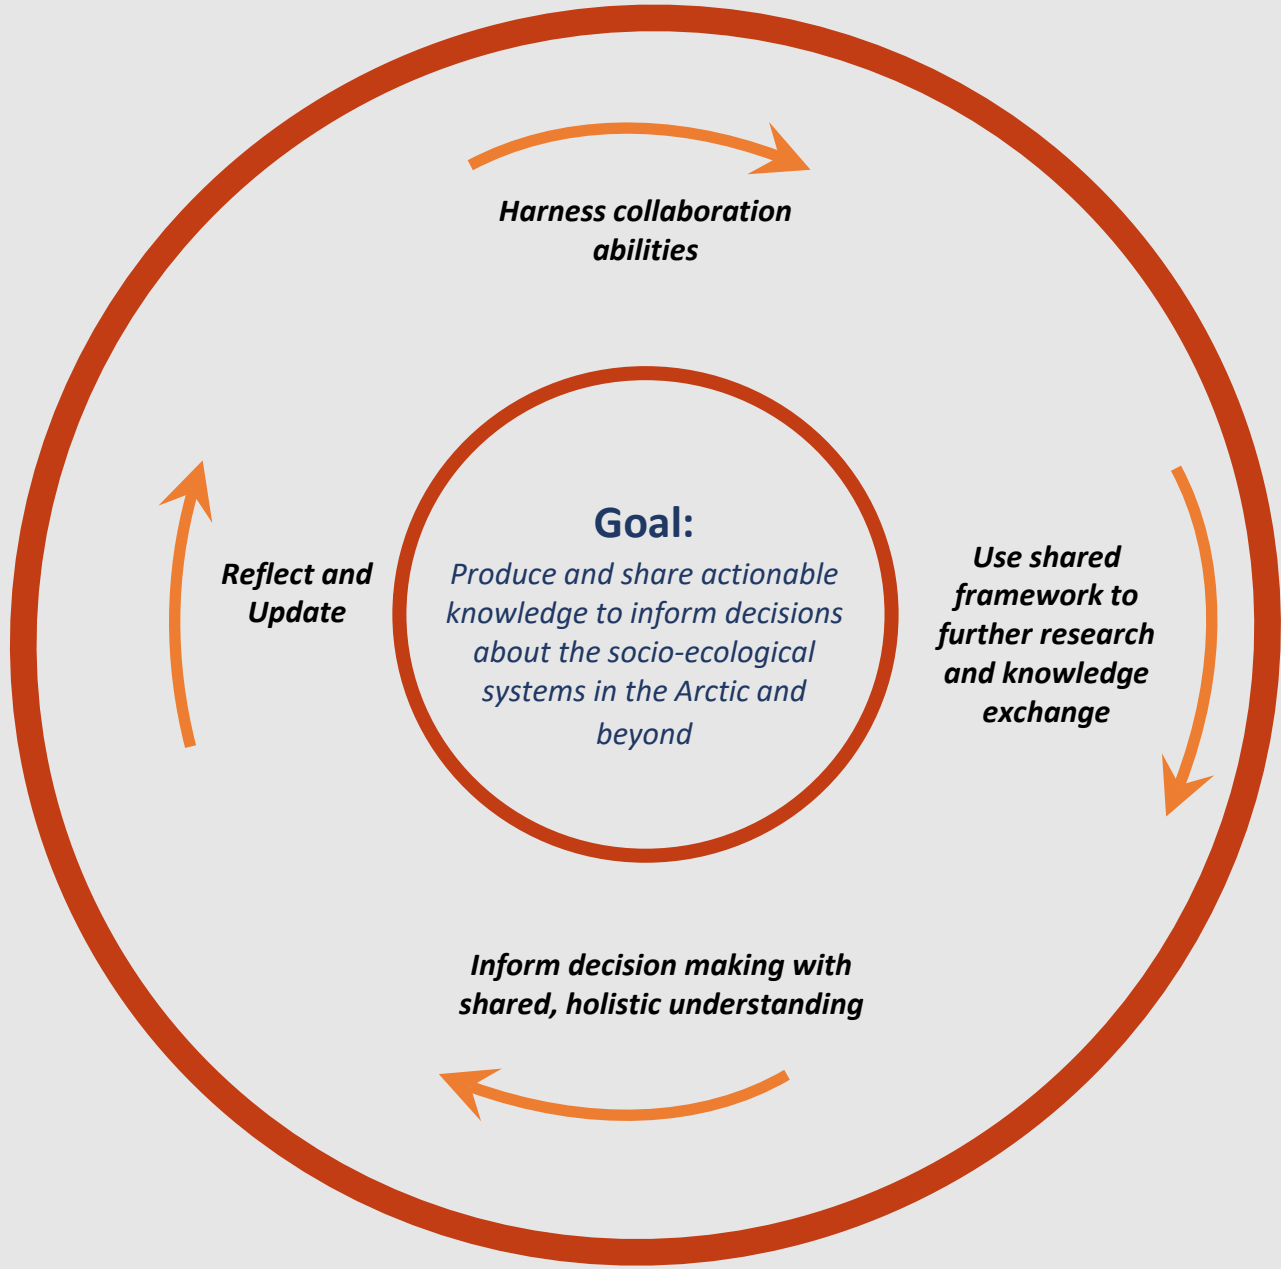 Harness collaboration
abilities
Goal:
Produce and share actionable
knowledge to inform decisions
about the socio-ecological
systems in the Arctic and
beyond
Reflect and
Update
Use shared
framework to
further research
and knowledge
exchange
Inform decision making with
shared, holistic understanding